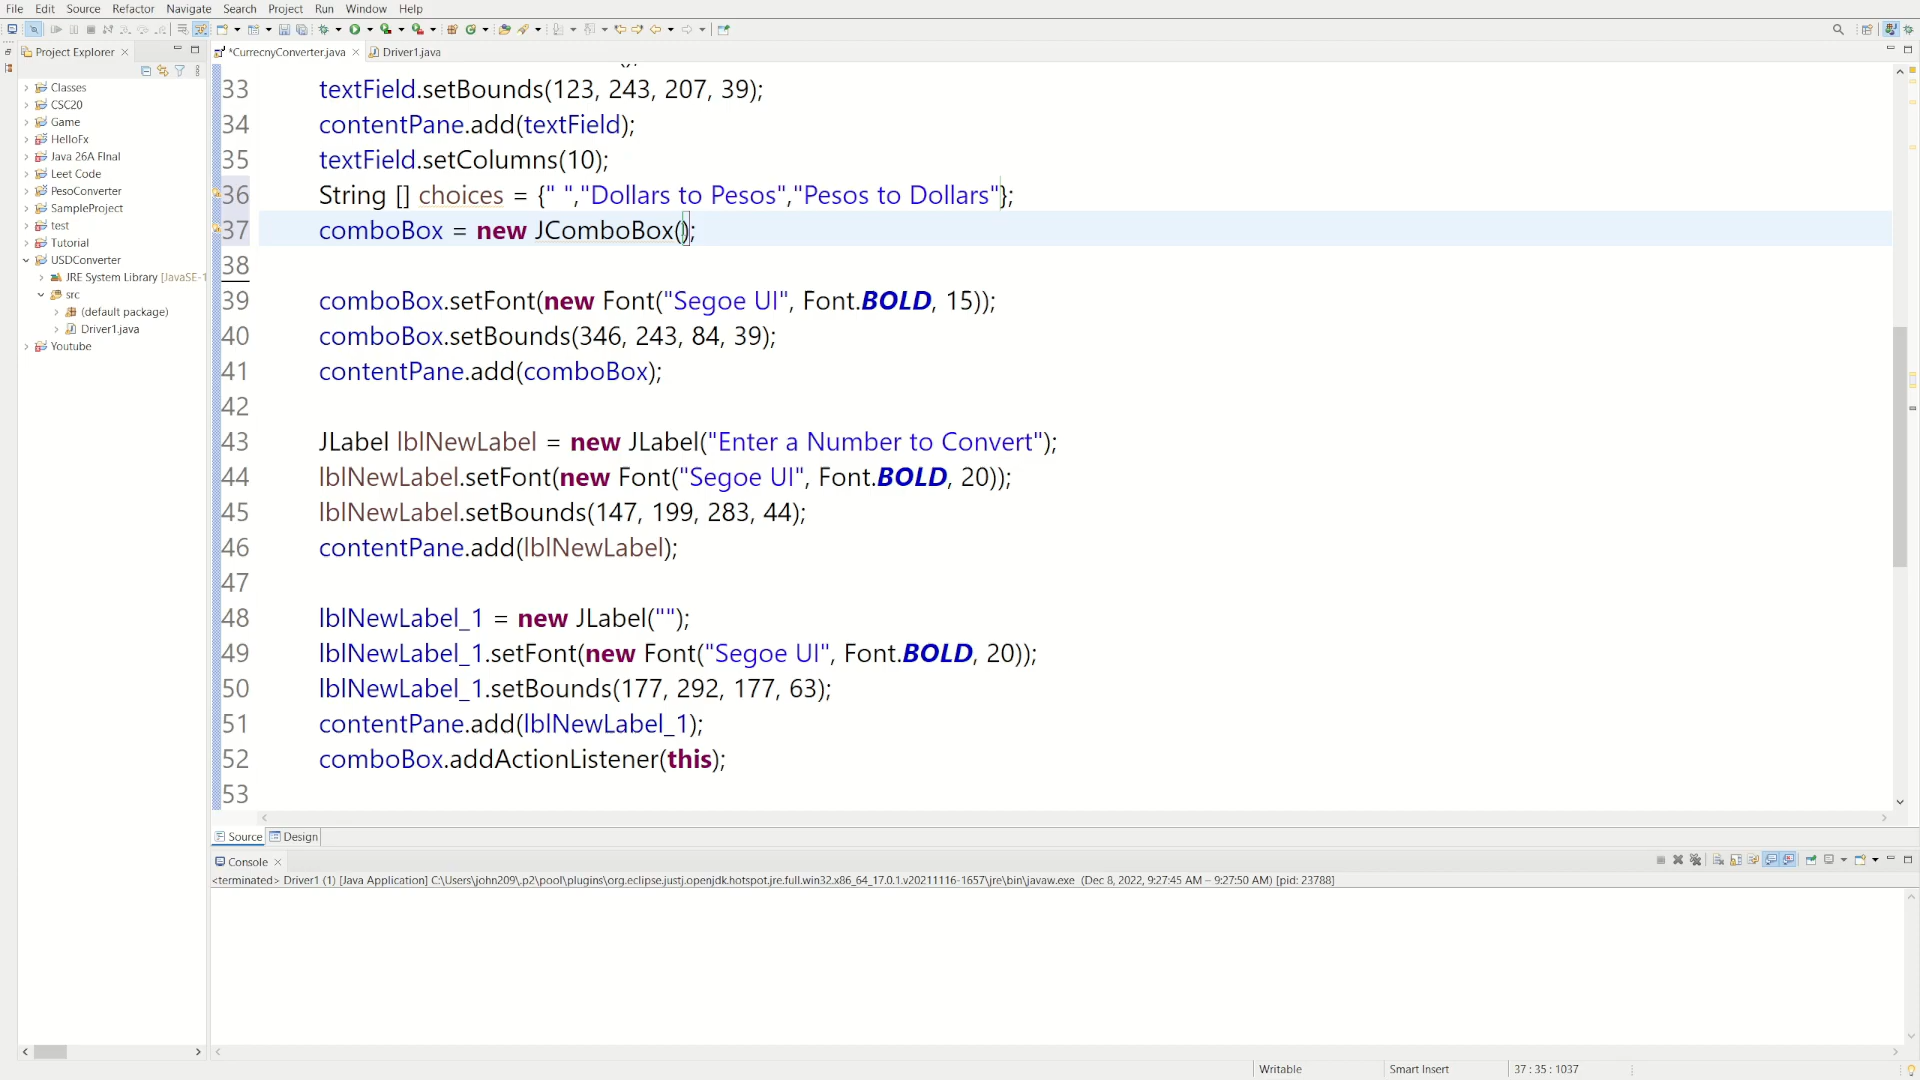 File Edit Source Refactor Navigate Search Project Run Window Help
Project Explorer
*CurrecnyConverter.java
Driver1.java
Classes
CSC20
Game
HelloFx
Java 26A FInal
Leet Code
PesoConverter
SampleProject
test
Tutorial
USDConverter
JRE System Library [JavaSE-1
src
(default package)
Driver1.java
Youtube
33 textField.setBounds(123, 243, 207, 39);
34 contentPane.add(textField);
35 textField.setColumns(10);
36 String [] choices = {" ","Dollars to Pesos","Pesos to Dollars"};
37 comboBox = new JComboBox();
38
39 comboBox.setFont(new Font("Segoe UI", Font.BOLD, 15));
40 comboBox.setBounds(346, 243, 84, 39);
41 contentPane.add(comboBox);
42
43 JLabel lblNewLabel = new JLabel("Enter a Number to Convert");
44 lblNewLabel.setFont(new Font("Segoe UI", Font.BOLD, 20));
45 lblNewLabel.setBounds(147, 199, 283, 44);
46 contentPane.add(lblNewLabel);
47
48 lblNewLabel_1 = new JLabel("");
49 lblNewLabel_1.setFont(new Font("Segoe UI", Font.BOLD, 20));
50 lblNewLabel_1.setBounds(177, 292, 177, 63);
51 contentPane.add(lblNewLabel_1);
52 comboBox.addActionListener(this);
53
Source Design
Console
<terminated> Driver1 (1) [Java Application] C:\Users\john209\.p2\pool\plugins\org.eclipse.justj.openjdk.hotspot.jre.full.win32.x86_64_17.0.1.v20211116-1657\jre\bin\javaw.exe (Dec 8, 2022, 9:27:45 AM – 9:27:50 AM) [pid: 23788]
Writable Smart Insert 37 : 35 : 1037